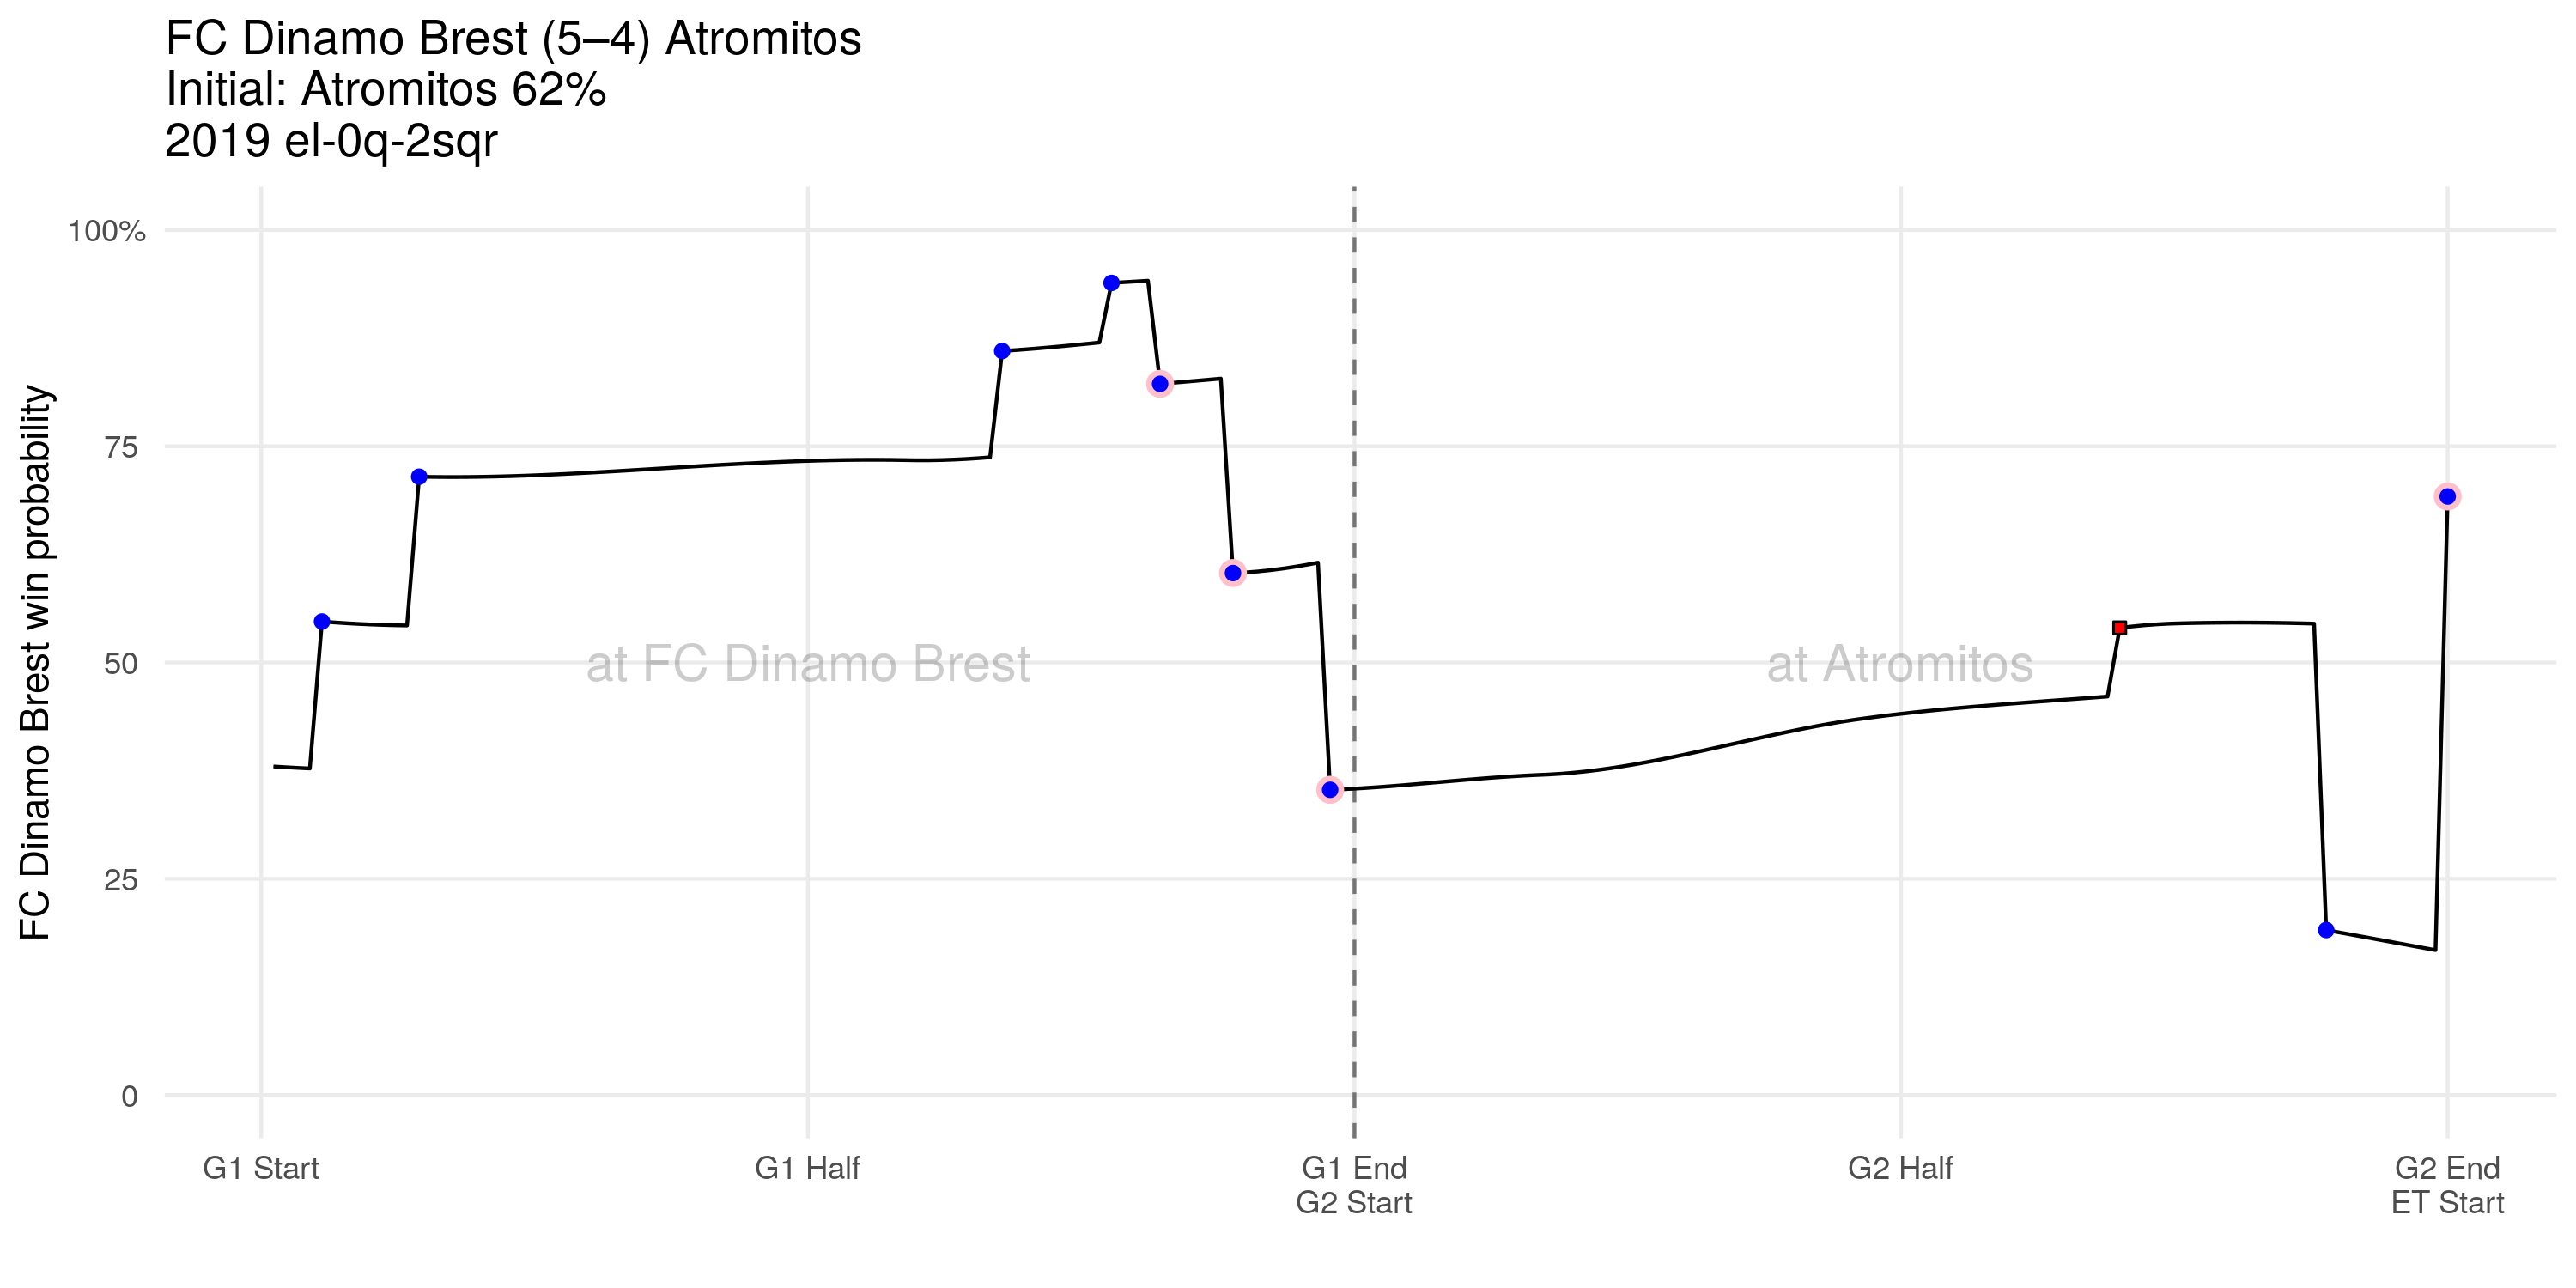 FC Dinamo Brest (5–4) Atromitos
Initial: Atromitos 62%
2019 el-0q-2sqr
FC Dinamo Brest win probability
100%
75
50
25
0
at FC Dinamo Brest
at Atromitos
G1 Start
G1 Half
G1 End
G2 Start
G2 Half
G2 End
ET Start